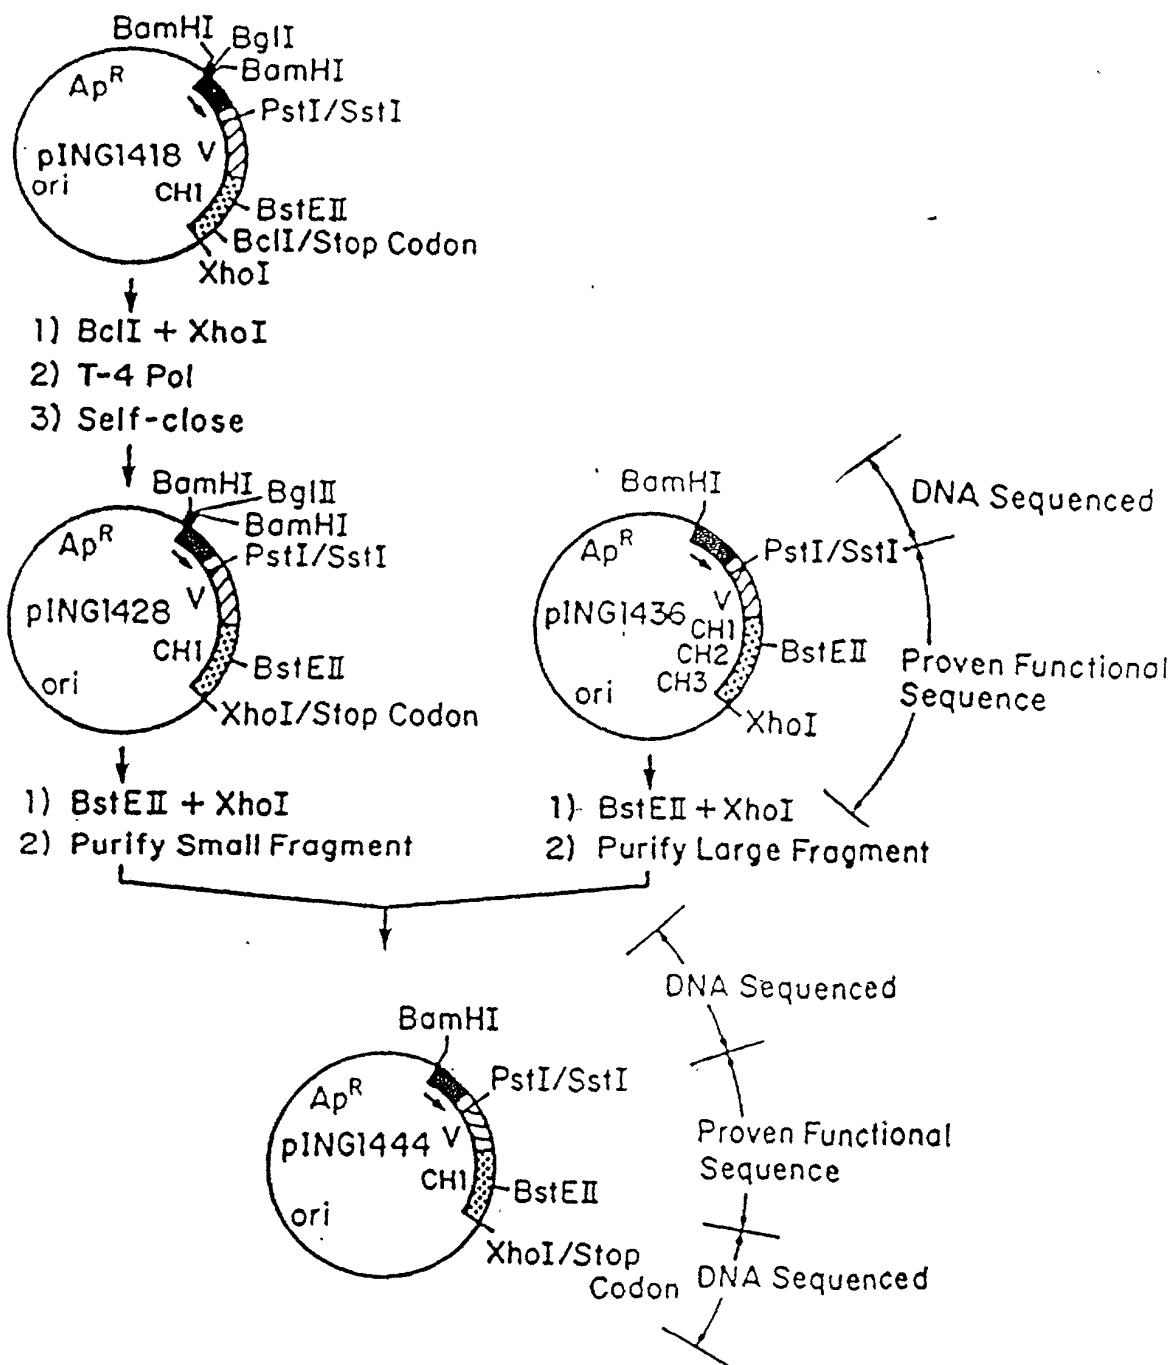 BamHI
BglI
BamHI
Ap^R
PstI/SstI
pING1418
V
ori
CH1
BstEII
BclI/Stop Codon
XhoI
1) BclI + XhoI
2) T-4 Pol
3) Self-close
BamHI
BglII
BamHI
Ap^R
PstI/SstI
V
pING1428
CH1
BstEII
ori
XhoI/Stop Codon
1) BstEII + XhoI
2) Purify Small Fragment
BamHI
Ap^R
PstI/SstI
V
pING1436
CH1
CH2
CH3
BstEII
ori
XhoI
DNA Sequenced
Proven Functional
Sequence
1) BstEII + XhoI
2) Purify Large Fragment
BamHI
Ap^R
PstI/SstI
V
pING1444
CH1
BstEII
ori
XhoI/Stop
Codon
DNA Sequenced
Proven Functional
Sequence
DNA Sequenced